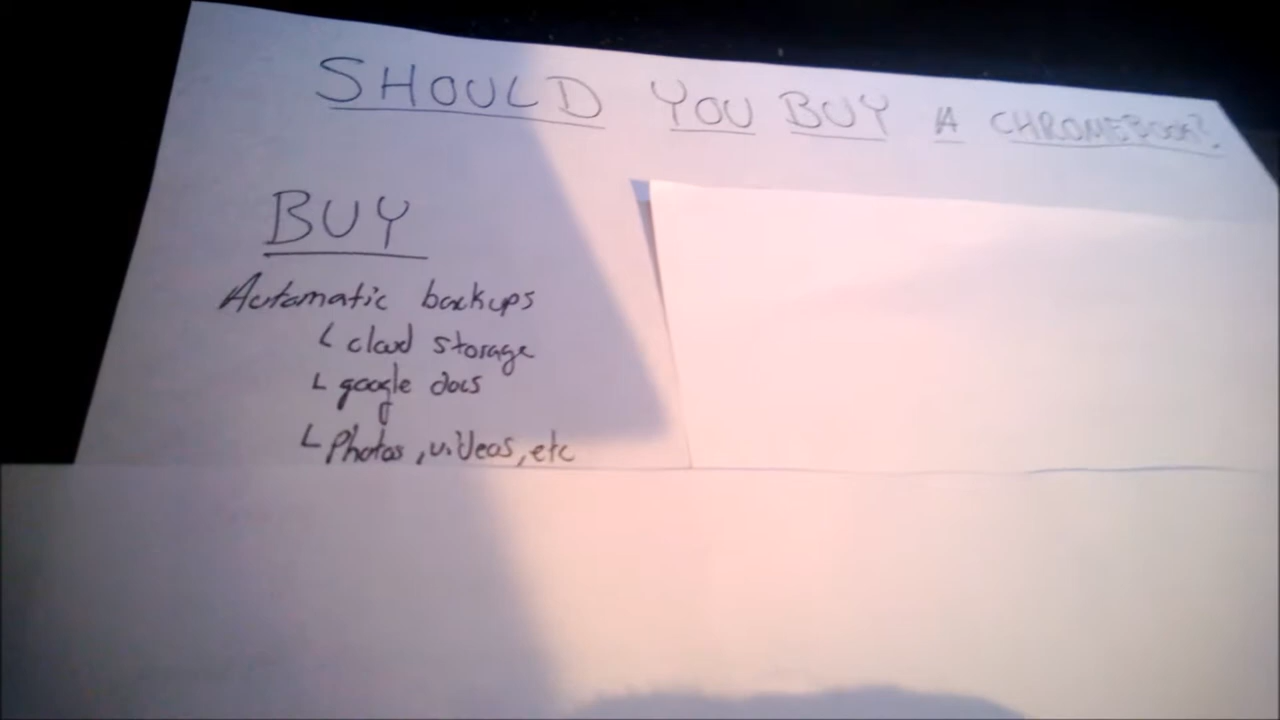 SHOULD YOU BUY A CHROMEBOOK?
BUY
Automatic backups
└ cloud storage
└ google docs
└ Photos, videos, etc